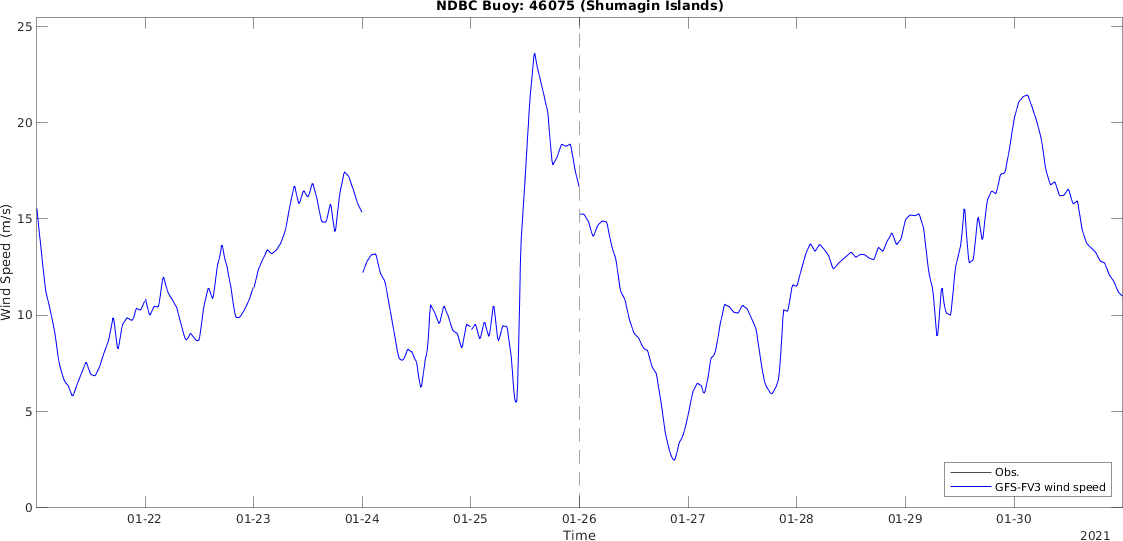 NDBC Buoy: 46075 (Shumagin Islands)
25
20
15
10
5
0
Wind Speed (m/s)
01-22 01-23 01-24 01-25 01-26 01-27 01-28 01-29 01-30
Time
2021
Obs.
GFS-FV3 wind speed